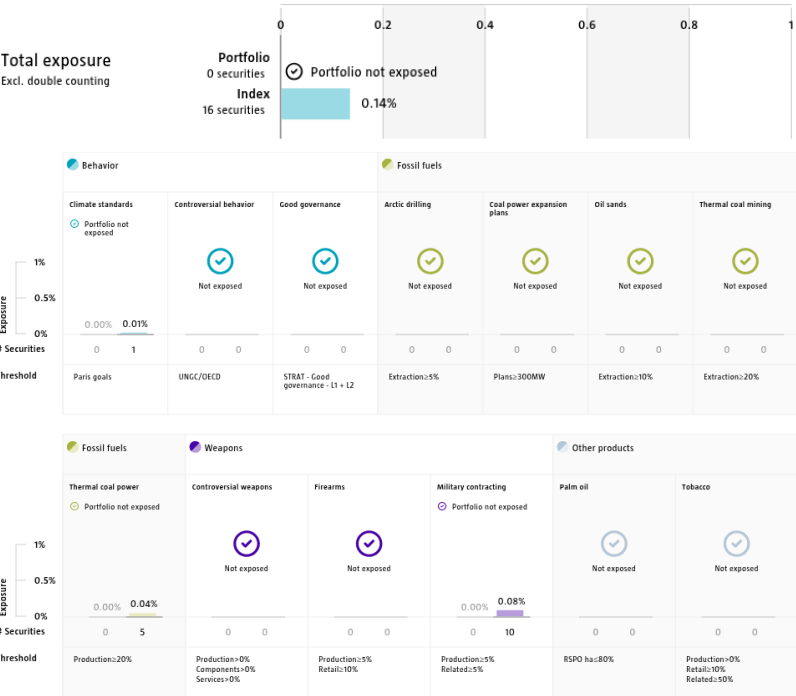 0 0.2 0.4 0.6 0.8 1
Total exposure
Excl. double counting
Portfolio
0 securities
Portfolio not exposed
Index
16 securities
0.14%
Behavior
Fossil fuels
Climate standards
Controversial behavior
Good governance
Arctic drilling
Coal power expansion
plans
Oil sands
Thermal coal mining
Portfolio not
exposed
Not exposed
Not exposed
Not exposed
Not exposed
Not exposed
Not exposed
1%
0.5%
0%
Exposure
0.00% 0.01%
# Securities
0 1
0 0
0 0
0 0
0 0
0 0
0 0
hreshold
Paris goals
UNGC/OECD
STRAT - Good
governance - L1 + L2
Extraction≥5%
Plans≥300MW
Extraction≥10%
Extraction≥20%
Fossil fuels
Weapons
Other products
Thermal coal power
Controversial weapons
Firearms
Military contracting
Palm oil
Tobacco
Portfolio not exposed
Portfolio not exposed
Not exposed
Not exposed
Not exposed
Not exposed
1%
0.5%
0%
Exposure
0.00% 0.04%
0.00% 0.08%
# Securities
0 5
0 0
0 0
0 10
0 0
0 0
hreshold
Production≥20%
Production>0%
Components>0%
Services>0%
Production≥5%
Retail≥10%
Production≥5%
Related≥5%
RSPO ha≤80%
Production>0%
Retail≥10%
Related≥50%